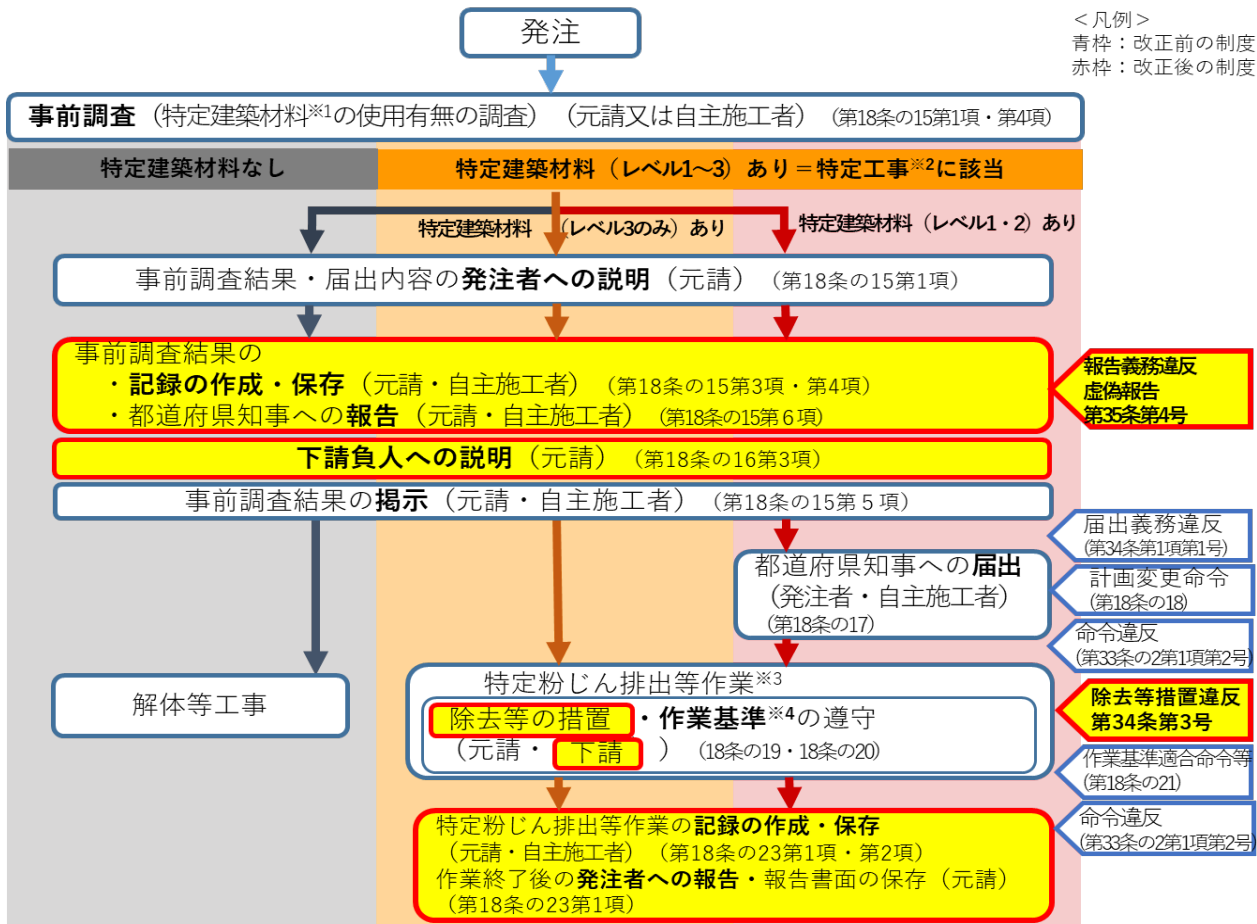 発注
＜凡例＞
青枠：改正前の制度
赤枠：改正後の制度
事前調査（特定建築材料※1の使用有無の調査）（元請又は自主施工者）（第18条の15第1項・第4項）
特定建築材料なし
特定建築材料（レベル1～3）あり＝特定工事※2に該当
特定建築材料（レベル3のみ）あり
特定建築材料（レベル1・2）あり
事前調査結果・届出内容の発注者への説明（元請）（第18条の15第1項）
事前調査結果の
・記録の作成・保存（元請・自主施工者）（第18条の15第3項・第4項）
・都道府県知事への報告（元請・自主施工者）（第18条の15第６項）
報告義務違反
虚偽報告
第35条第4号
下請負人への説明（元請）（第18条の16第3項）
事前調査結果の掲示（元請・自主施工者）（第18条の15第５項）
届出義務違反
(第34条第1項第1号)
都道府県知事への届出
（発注者・自主施工者）
(第18条の17)
計画変更命令
(第18条の18)
命令違反
(第33条の2第1項第2号)
解体等工事
特定粉じん排出等作業※3
除去等の措置・作業基準※4の遵守
（元請・下請）（18条の19・18条の20）
除去等措置違反
第34条第3号
作業基準適合命令等
(第18条の21)
特定粉じん排出等作業の記録の作成・保存
（元請・自主施工者）（第18条の23第1項・第2項）
作業終了後の発注者への報告・報告書面の保存（元請）
（第18条の23第1項）
命令違反
(第33条の2第1項第2号)